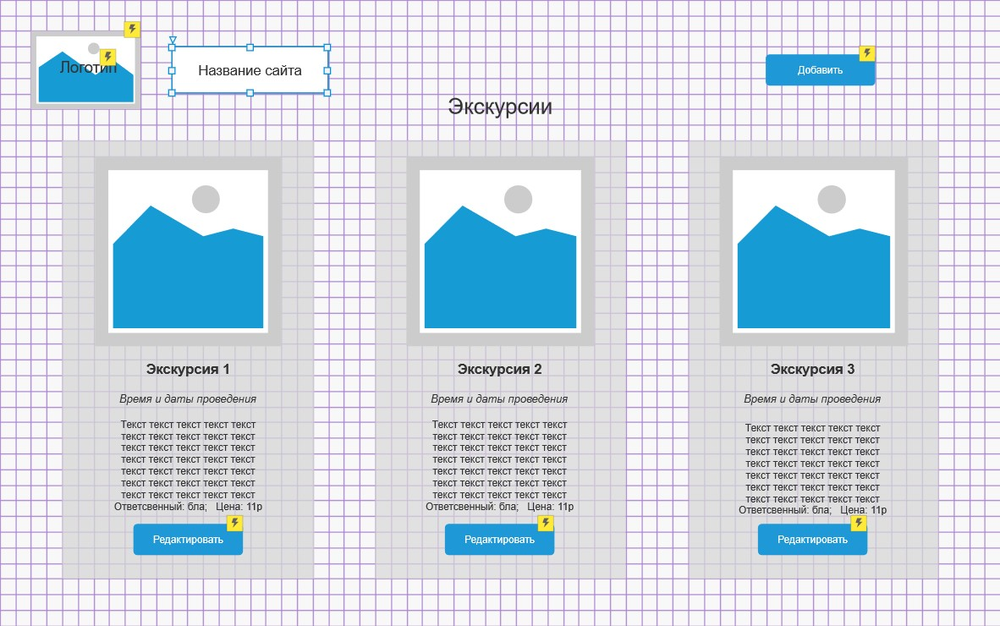 Логотип
Название сайта
Добавить
Экскурсии
Экскурсия 1
Время и даты проведения
Текст текст текст текст текст
текст текст текст текст текст
текст текст текст текст текст
текст текст текст текст текст
текст текст текст текст текст
текст текст текст текст текст
текст текст текст текст текст
Ответсвенный: бла; Цена: 11р
Редактировать
Экскурсия 2
Время и даты проведения
Текст текст текст текст текст
текст текст текст текст текст
текст текст текст текст текст
текст текст текст текст текст
текст текст текст текст текст
текст текст текст текст текст
текст текст текст текст текст
Ответсвенный: бла; Цена: 11р
Редактировать
Экскурсия 3
Время и даты проведения
Текст текст текст текст текст
текст текст текст текст текст
текст текст текст текст текст
текст текст текст текст текст
текст текст текст текст текст
текст текст текст текст текст
текст текст текст текст текст
Ответсвенный: бла; Цена: 11р
Редактировать